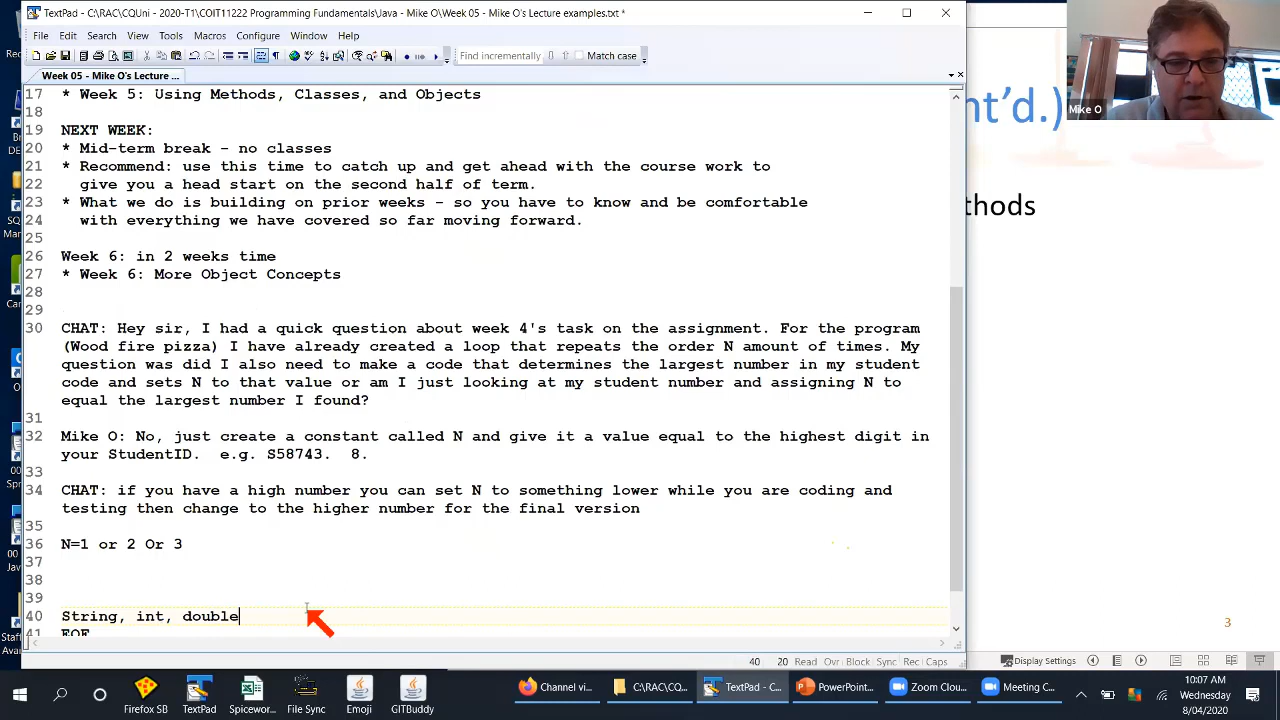 TextPad - C:\RAC\CQUni - 2020-T1\COIT11222 Programming Fundamentals\Java - Mike O\Week 05 - Mike O's Lecture examples.txt *
File Edit Search View Tools Macros Configure Window Help
Find incrementally Match case
Week 05 - Mike O's Lecture ...
17 * Week 5: Using Methods, Classes, and Objects
18
19 NEXT WEEK:
20 * Mid-term break - no classes
21 * Recommend: use this time to catch up and get ahead with the course work to
22 give you a head start on the second half of term.
23 * What we do is building on prior weeks - so you have to know and be comfortable
24 with everything we have covered so far moving forward.
25
26 Week 6: in 2 weeks time
27 * Week 6: More Object Concepts
28
29
30 CHAT: Hey sir, I had a quick question about week 4's task on the assignment. For the program
(Wood fire pizza) I have already created a loop that repeats the order N amount of times. My
question was did I also need to make a code that determines the largest number in my student
code and sets N to that value or am I just looking at my student number and assigning N to
equal the largest number I found?
31
32 Mike O: No, just create a constant called N and give it a value equal to the highest digit in
your StudentID. e.g. S58743. 8.
33
34 CHAT: if you have a high number you can set N to something lower while you are coding and
testing then change to the higher number for the final version
35
36 N=1 or 2 Or 3
37
38
39
40 String, int, double
41 EOF
40 20 Read Ovr Block Sync Rec Caps
nt'd.)
thods
3
Mike O
Display Settings
Firefox SB TextPad Spicewor... File Sync Emoji GITBuddy
Channel vi... C:\RAC\CQ... TextPad - C... PowerPoint... Zoom Clou... Meeting C...
10:07 AM
Wednesday
8/04/2020